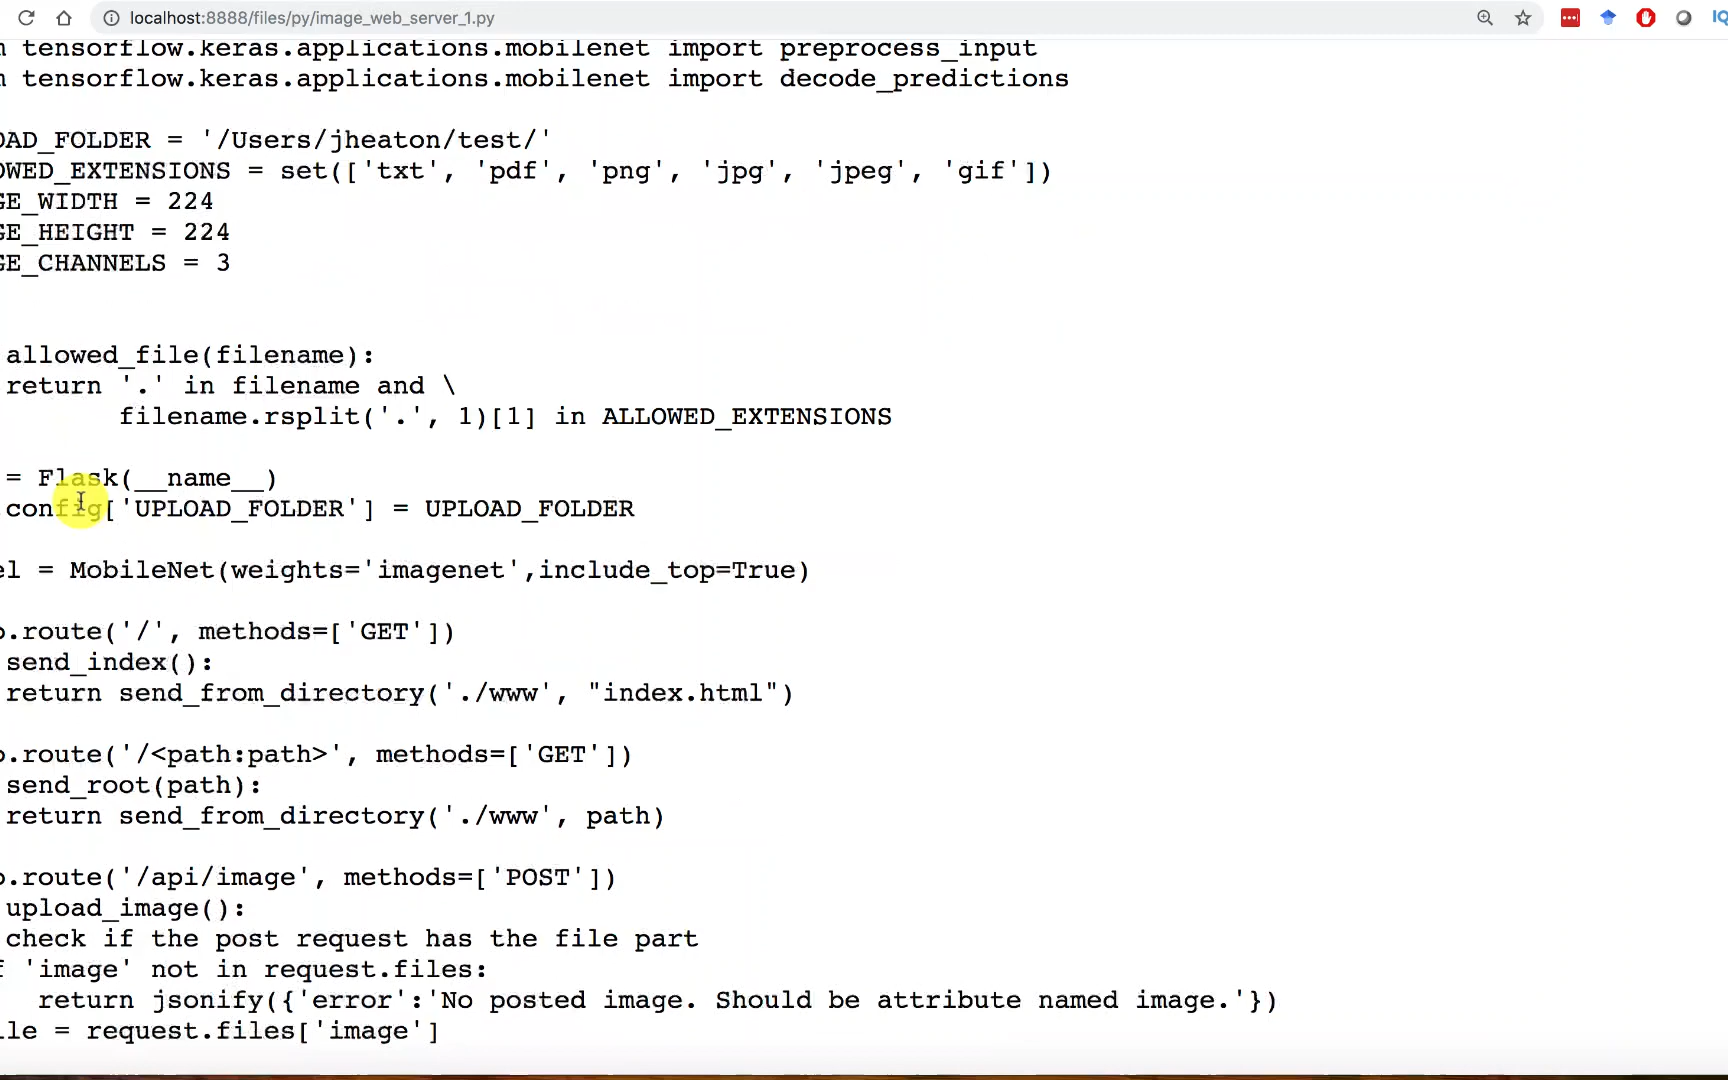 localhost:8888/files/py/image_web_server_1.py
tensorflow.keras.applications.mobilenet import preprocess_input
tensorflow.keras.applications.mobilenet import decode_predictions
OAD_FOLDER = '/Users/jheaton/test/'
OWED_EXTENSIONS = set(['txt', 'pdf', 'png', 'jpg', 'jpeg', 'gif'])
GE_WIDTH = 224
GE_HEIGHT = 224
GE_CHANNELS = 3
allowed_file(filename):
return '.' in filename and \
filename.rsplit('.', 1)[1] in ALLOWED_EXTENSIONS
= Flask(__name__)
config['UPLOAD_FOLDER'] = UPLOAD_FOLDER
el = MobileNet(weights='imagenet',include_top=True)
p.route('/', methods=['GET'])
send_index():
return send_from_directory('./www', "index.html")
p.route('/<path:path>', methods=['GET'])
send_root(path):
return send_from_directory('./www', path)
p.route('/api/image', methods=['POST'])
upload_image():
check if the post request has the file part
f 'image' not in request.files:
return jsonify({'error':'No posted image. Should be attribute named image.'})
ile = request.files['image']